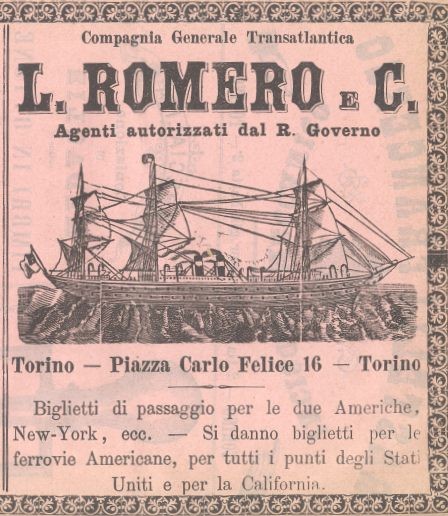 Compagnia Generale Transatlantica
L. ROMERO E C.
Agenti autorizzati dal R. Governo
Torino — Piazza Carlo Felice 16 — Torino
Biglietti di passaggio per le due Americhe,
New-York, ecc. — Si danno biglietti per le
ferrovie Americane, per tutti i punti degli Stati
Uniti e per la California.